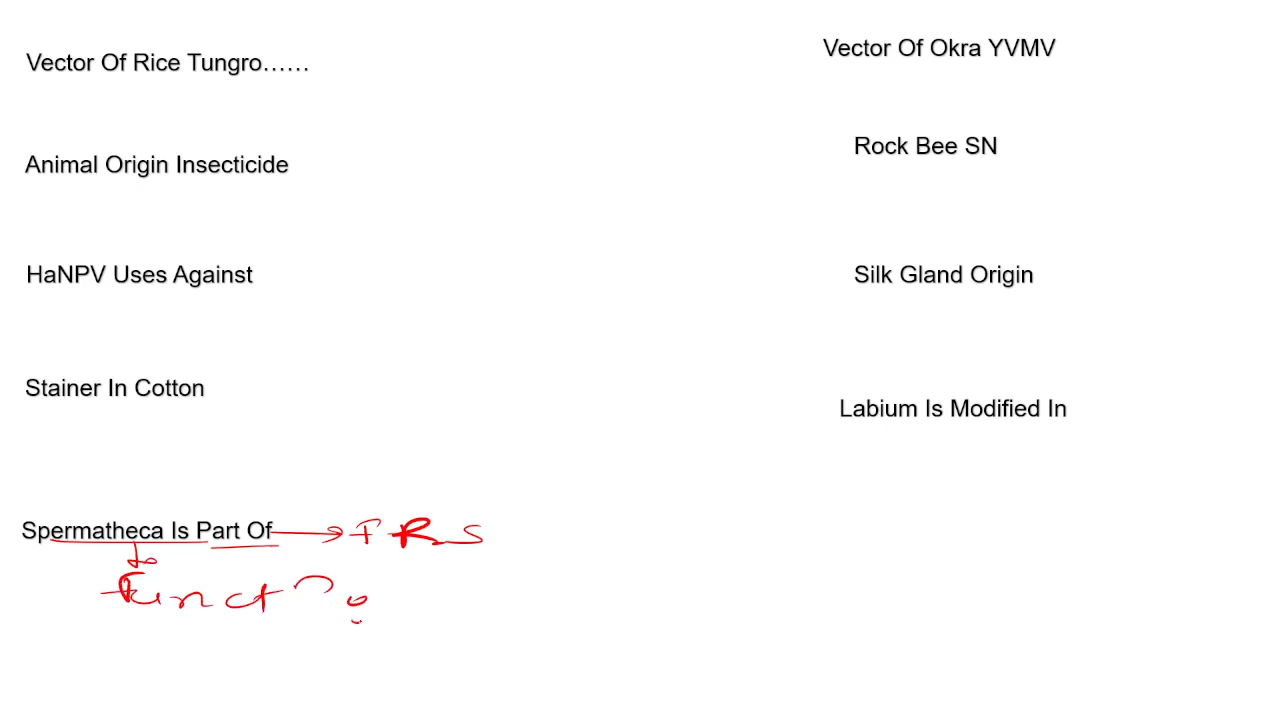 Vector Of Rice Tungro……
Vector Of Okra YVMV
Animal Origin Insecticide
Rock Bee SN
HaNPV Uses Against
Silk Gland Origin
Stainer In Cotton
Labium Is Modified In
Spermatheca Is Part Of → FRS
funct ?